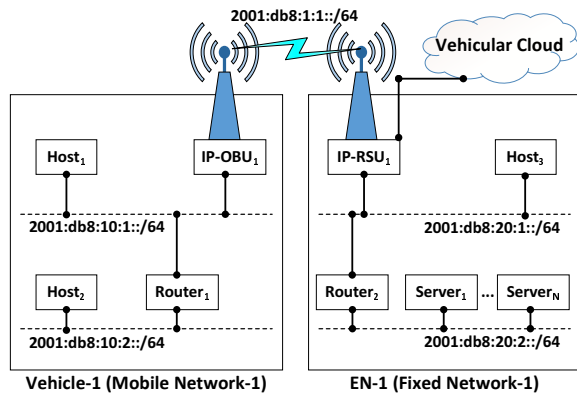 2001:db8:1:1::/64
Vehicular Cloud
Host₁
IP-OBU₁
IP-RSU₁
Host₃
2001:db8:10:1::/64
2001:db8:20:1::/64
Host₂
Router₁
Router₂
Server₁ ... Serverₙ
2001:db8:10:2::/64
2001:db8:20:2::/64
Vehicle-1 (Mobile Network-1)
EN-1 (Fixed Network-1)